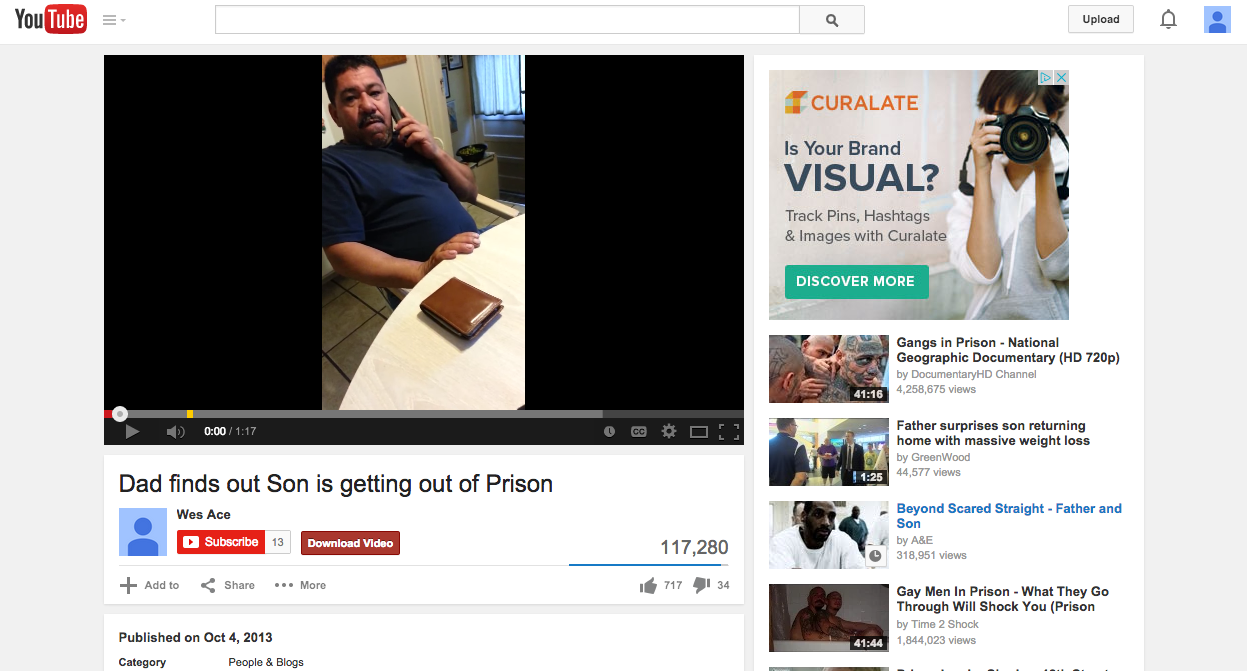 YouTube
Upload
0:00 / 1:17
CC
Dad finds out Son is getting out of Prison
Wes Ace
Subscribe 13
Download Video
117,280
Add to
Share
More
717
34
Published on Oct 4, 2013
Category People & Blogs
CURALATE
Is Your Brand
VISUAL?
Track Pins, Hashtags
& Images with Curalate
DISCOVER MORE
41:16
Gangs in Prison - National
Geographic Documentary (HD 720p)
by DocumentaryHD Channel
4,258,675 views
1:25
Father surprises son returning
home with massive weight loss
by GreenWood
44,577 views
Beyond Scared Straight - Father and
Son
by A&E
318,951 views
41:44
Gay Men In Prison - What They Go
Through Will Shock You (Prison
by Time 2 Shock
1,844,023 views